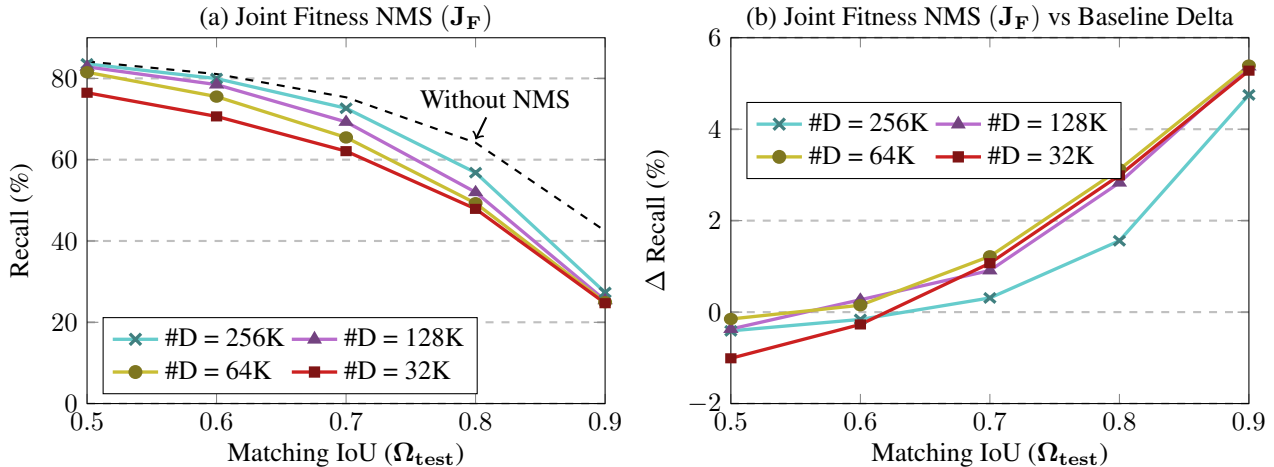 (a) Joint Fitness NMS (J_F)
Recall (%)
80
60
40
20
0
Without NMS
#D = 256K
#D = 128K
#D = 64K
#D = 32K
0.5 0.6 0.7 0.8 0.9
Matching IoU (Ω_test)
(b) Joint Fitness NMS (J_F) vs Baseline Delta
Δ Recall (%)
6
4
2
0
−2
#D = 256K
#D = 128K
#D = 64K
#D = 32K
0.5 0.6 0.7 0.8 0.9
Matching IoU (Ω_test)